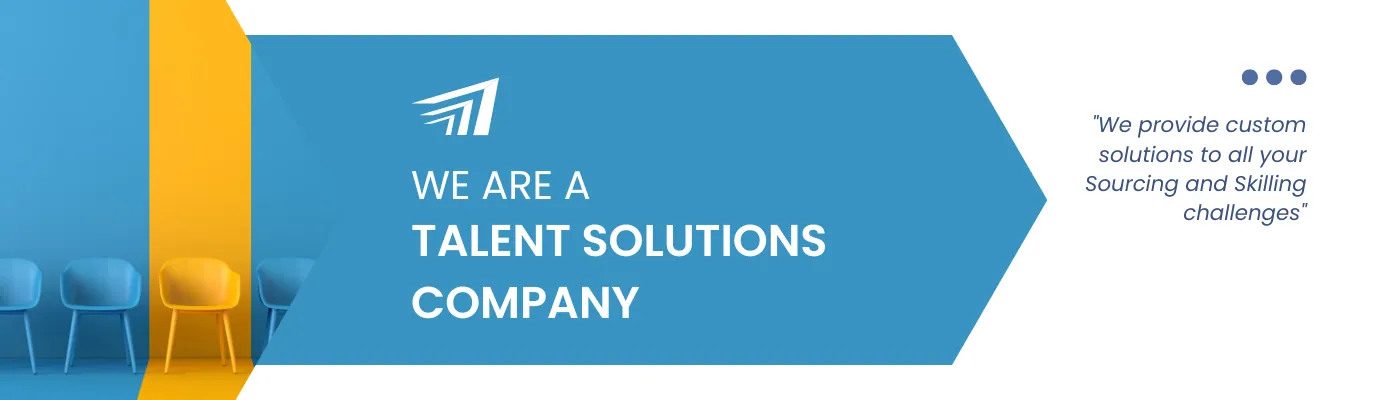 WE ARE A
TALENT SOLUTIONS
COMPANY
"We provide custom
solutions to all your
Sourcing and Skilling
challenges"